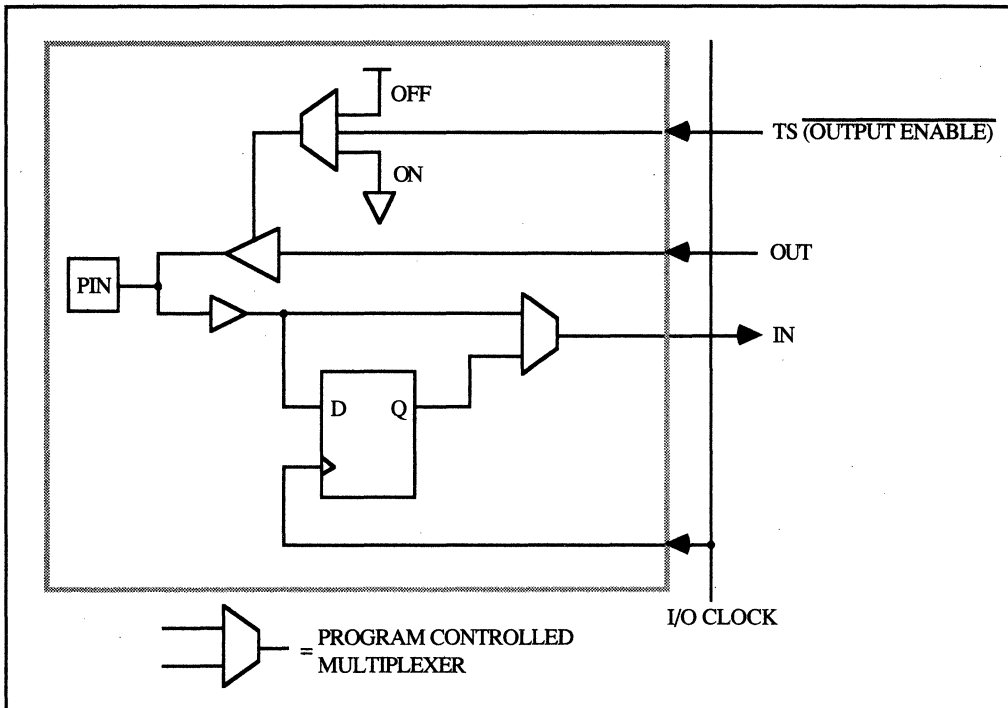 OFF
TS (OUTPUT ENABLE)
ON
OUT
PIN
IN
D Q
I/O CLOCK
= PROGRAM CONTROLLED
MULTIPLEXER